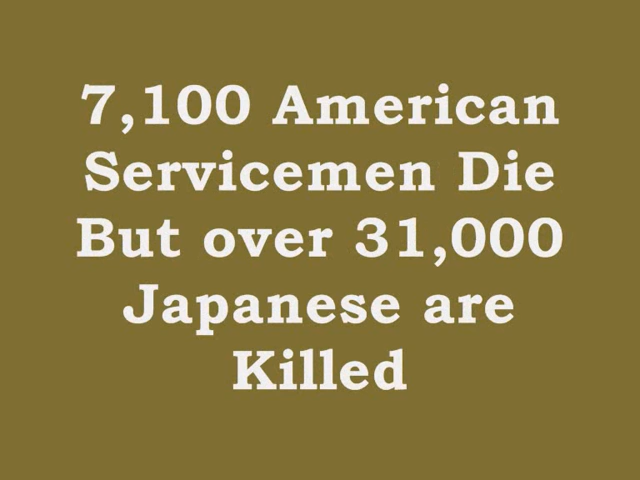 7,100 American
Servicemen Die
But over 31,000
Japanese are
Killed